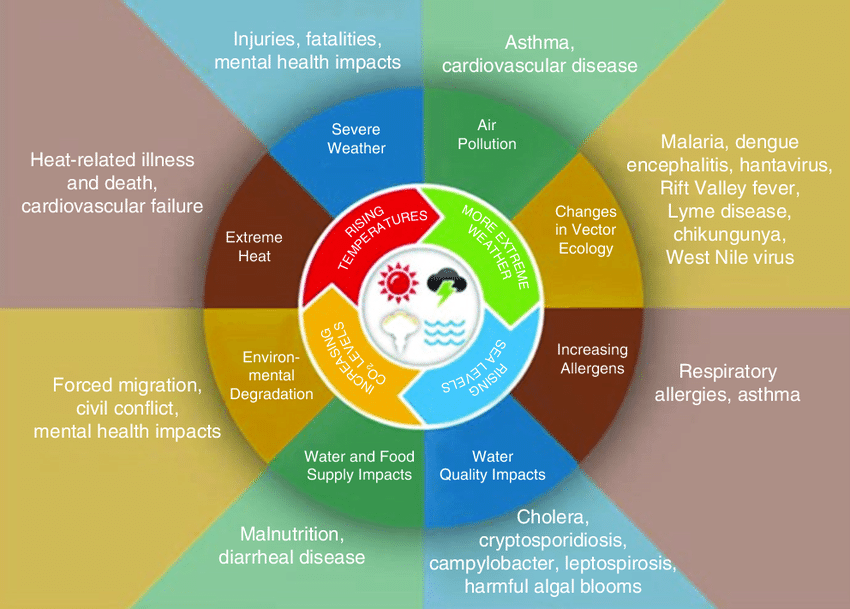 Injuries, fatalities,
mental health impacts
Asthma,
cardiovascular disease
Severe
Weather
Air
Pollution
Heat-related illness
and death,
cardiovascular failure
Malaria, dengue
encephalitis, hantavirus,
Rift Valley fever,
Lyme disease,
chikungunya,
West Nile virus
Extreme
Heat
RISING
TEMPERATURES
MORE EXTREME
WEATHER
Changes
in Vector
Ecology
Environ-
mental
Degradation
INCREASING
CO₂ LEVELS
RISING
SEA LEVELS
Increasing
Allergens
Forced migration,
civil conflict,
mental health impacts
Respiratory
allergies, asthma
Water and Food
Supply Impacts
Water
Quality Impacts
Malnutrition,
diarrheal disease
Cholera,
cryptosporidiosis,
campylobacter, leptospirosis,
harmful algal blooms